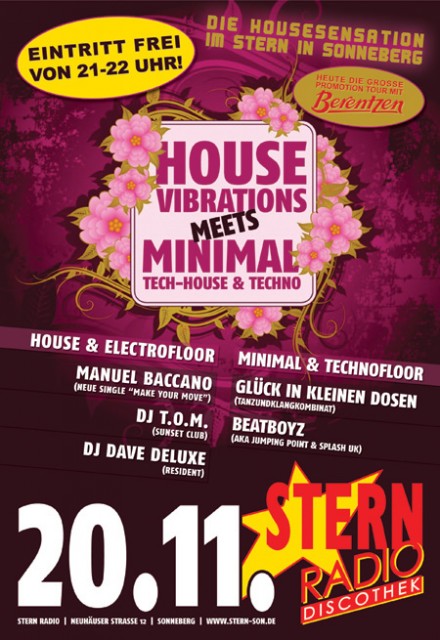 EINTRITT FREI
VON 21-22 UHR!
DIE HOUSESENSATION
IM STERN IN SONNEBERG
HEUTE DIE GROSSE
PROMOTION TOUR MIT
Berentzen
HOUSE
VIBRATIONS
MEETS
MINIMAL
TECH-HOUSE & TECHNO
HOUSE & ELECTROFLOOR
MANUEL BACCANO
(NEUE SINGLE "MAKE YOUR MOVE")
DJ T.O.M.
(SUNSET CLUB)
DJ DAVE DELUXE
(RESIDENT)
MINIMAL & TECHNOFLOOR
GLÜCK IN KLEINEN DOSEN
(TANZUNDKLANGKOMBINAT)
BEATBOYZ
(AKA JUMPING POINT & SPLASH UK)
20.11.
STERN
RADIO
DISCOTHEK
STERN RADIO | NEUHÄUSER STRASSE 12 | SONNEBERG | WWW.STERN-SON.DE